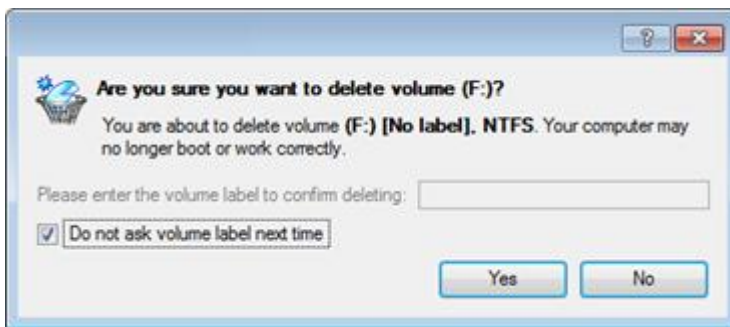 Are you sure you want to delete volume (F:)?
You are about to delete volume (F:) [No label], NTFS. Your computer may
no longer boot or work correctly.
Please enter the volume label to confirm deleting:
Do not ask volume label next time
Yes No